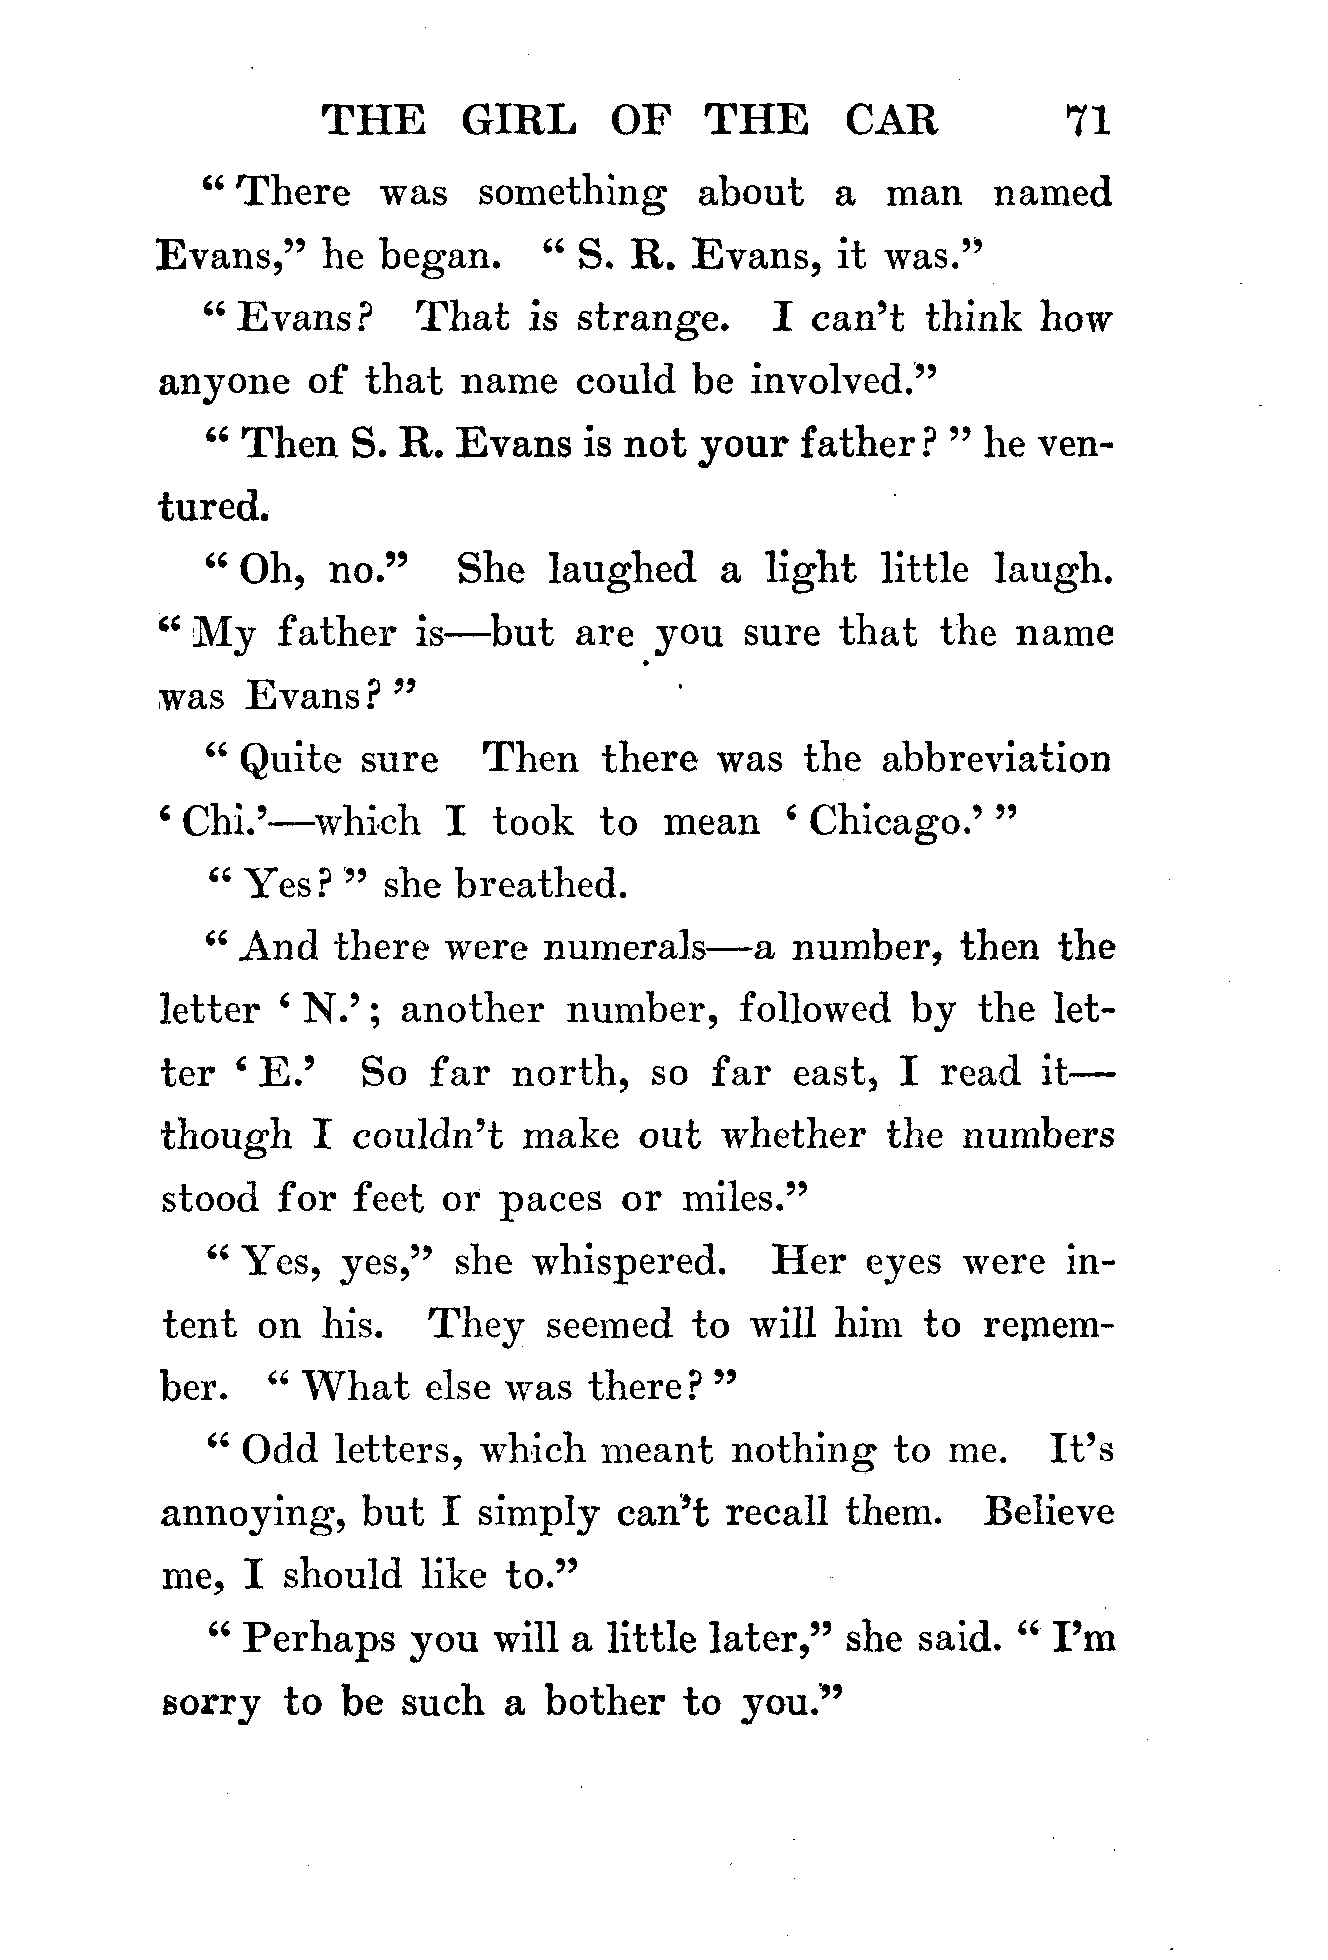 THE GIRL OF THE CAR 71
“There was something about a man named
Evans,” he began. “S. R. Evans, it was.”
“Evans? That is strange. I can’t think how
anyone of that name could be involved.”
“Then S. R. Evans is not your father?” he ven-
tured.
“Oh, no.” She laughed a light little laugh.
“My father is—but are you sure that the name
was Evans?”
“Quite sure Then there was the abbreviation
‘Chi.’—which I took to mean ‘Chicago.’”
“Yes?” she breathed.
“And there were numerals—a number, then the
letter ‘N.’; another number, followed by the let-
ter ‘E.’ So far north, so far east, I read it—
though I couldn’t make out whether the numbers
stood for feet or paces or miles.”
“Yes, yes,” she whispered. Her eyes were in-
tent on his. They seemed to will him to remem-
ber. “What else was there?”
“Odd letters, which meant nothing to me. It’s
annoying, but I simply can’t recall them. Believe
me, I should like to.”
“Perhaps you will a little later,” she said. “I’m
sorry to be such a bother to you.”